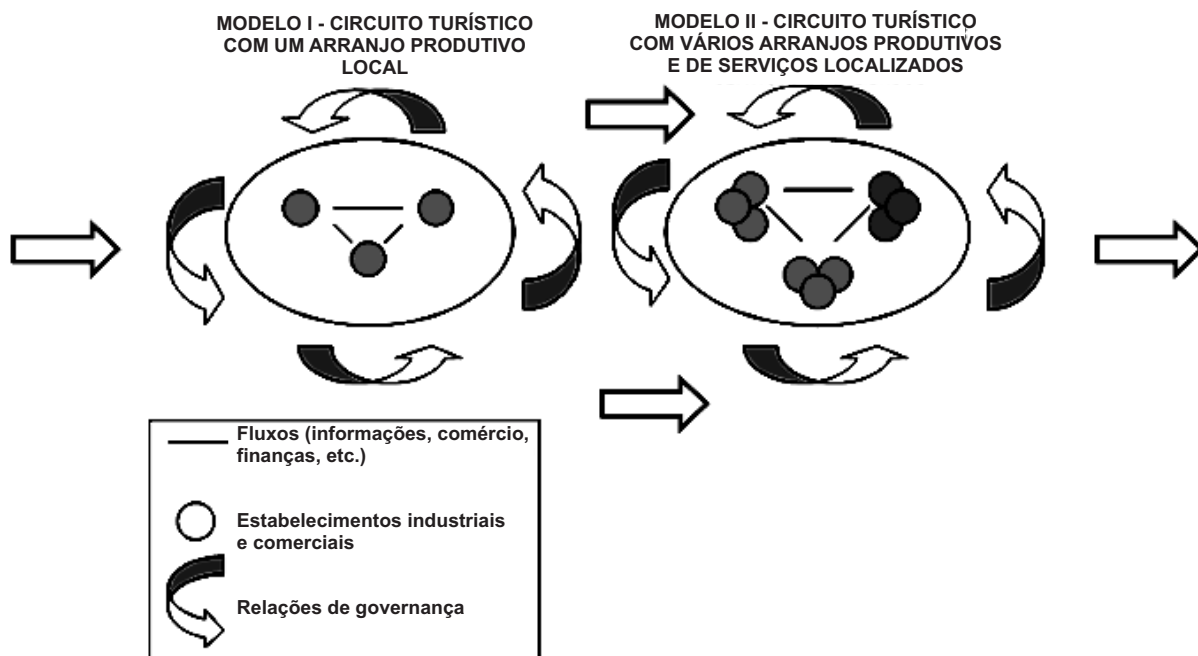 MODELO I - CIRCUITO TURÍSTICO
COM UM ARRANJO PRODUTIVO
LOCAL
MODELO II - CIRCUITO TURÍSTICO
COM VÁRIOS ARRANJOS PRODUTIVOS
E DE SERVIÇOS LOCALIZADOS
Fluxos (informações, comércio,
finanças, etc.)
Estabelecimentos industriais
e comerciais
Relações de governança